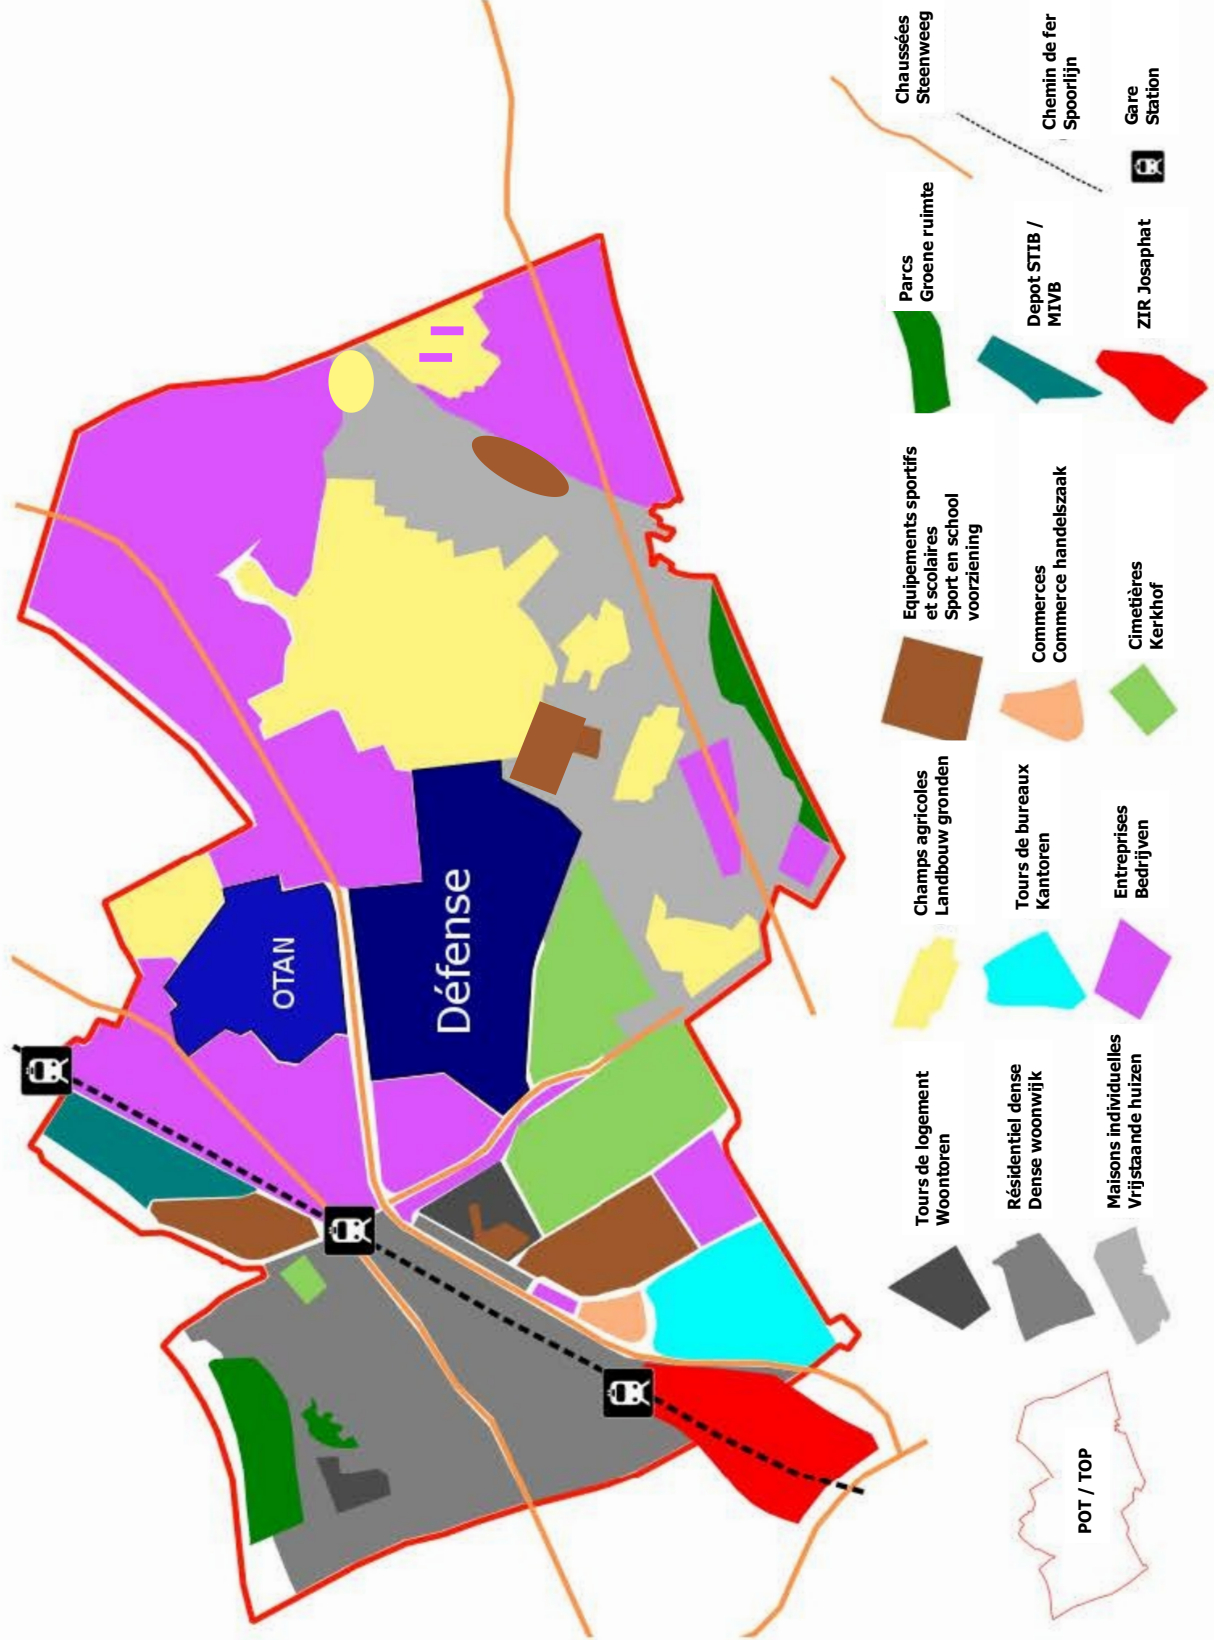 OTAN
Défense
POT / TOP
Tours de logement
Woontoren
Résidentiel dense
Dense woonwijk
Maisons individuelles
Vrijstaande huizen
Champs agricoles
Landbouw gronden
Tours de bureaux
Kantoren
Entreprises
Bedrijven
Equipements sportifs
et scolaires
Sport en school
voorziening
Commerces
Commerce handelszaak
Cimetières
Kerkhof
Parcs
Groene ruimte
Depot STIB /
MIVB
ZIR Josaphat
Chaussées
Steenweeg
Chemin de fer
Spoorlijn
Gare
Station